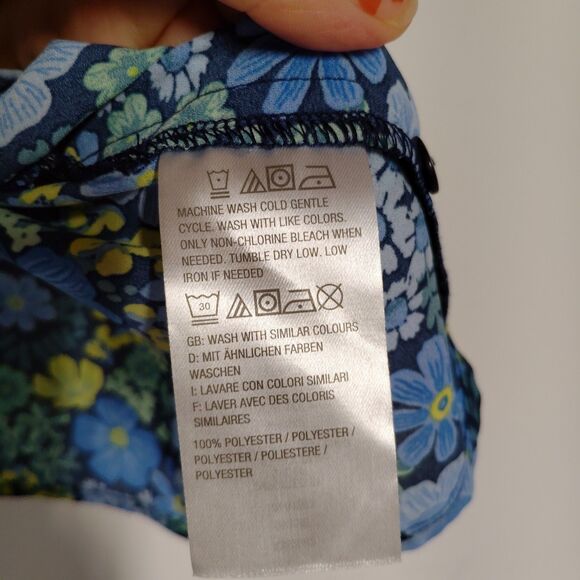 MACHINE WASH COLD GENTLE
CYCLE. WASH WITH LIKE COLORS.
ONLY NON-CHLORINE BLEACH WHEN
NEEDED. TUMBLE DRY LOW. LOW
IRON IF NEEDED
30
GB: WASH WITH SIMILAR COLOURS
D: MIT ÄHNLICHEN FARBEN
WASCHEN
I: LAVARE CON COLORI SIMILARI
F: LAVER AVEC DES COLORIS
SIMILAIRES
100% POLYESTER / POLYESTER /
POLYESTER / POLIESTERE /
POLYESTER